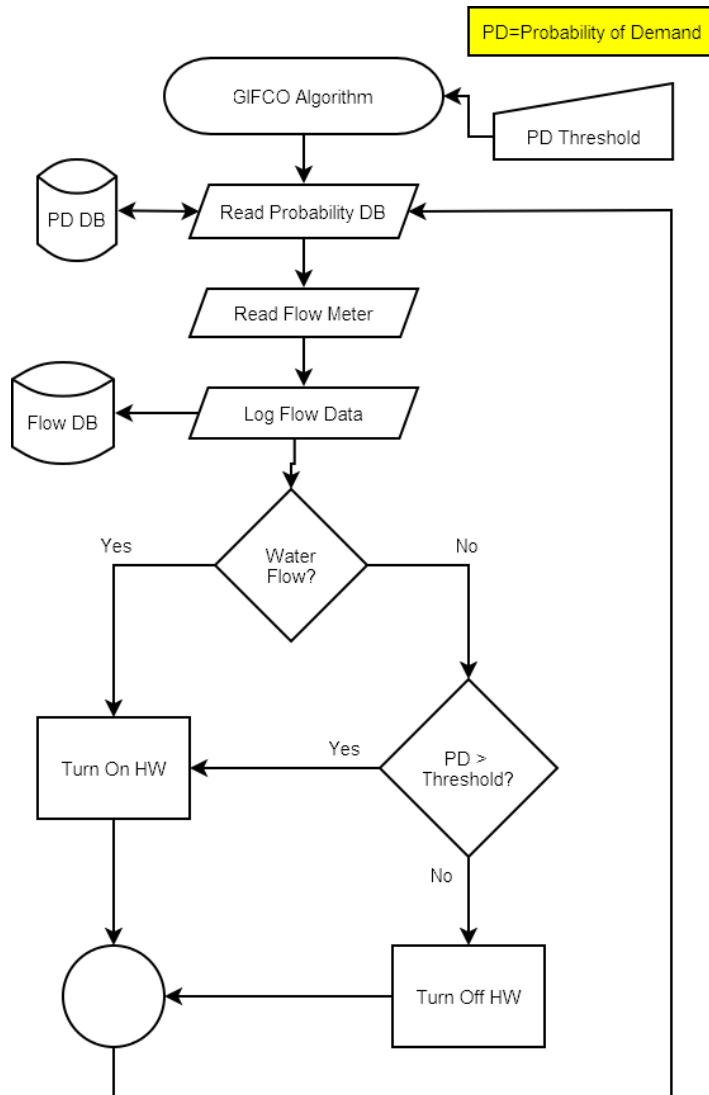 PD=Probability of Demand
GIFCO Algorithm
PD Threshold
PD DB
Read Probability DB
Read Flow Meter
Flow DB
Log Flow Data
Yes
Water
Flow?
No
Turn On HW
Yes
PD >
Threshold?
No
Turn Off HW